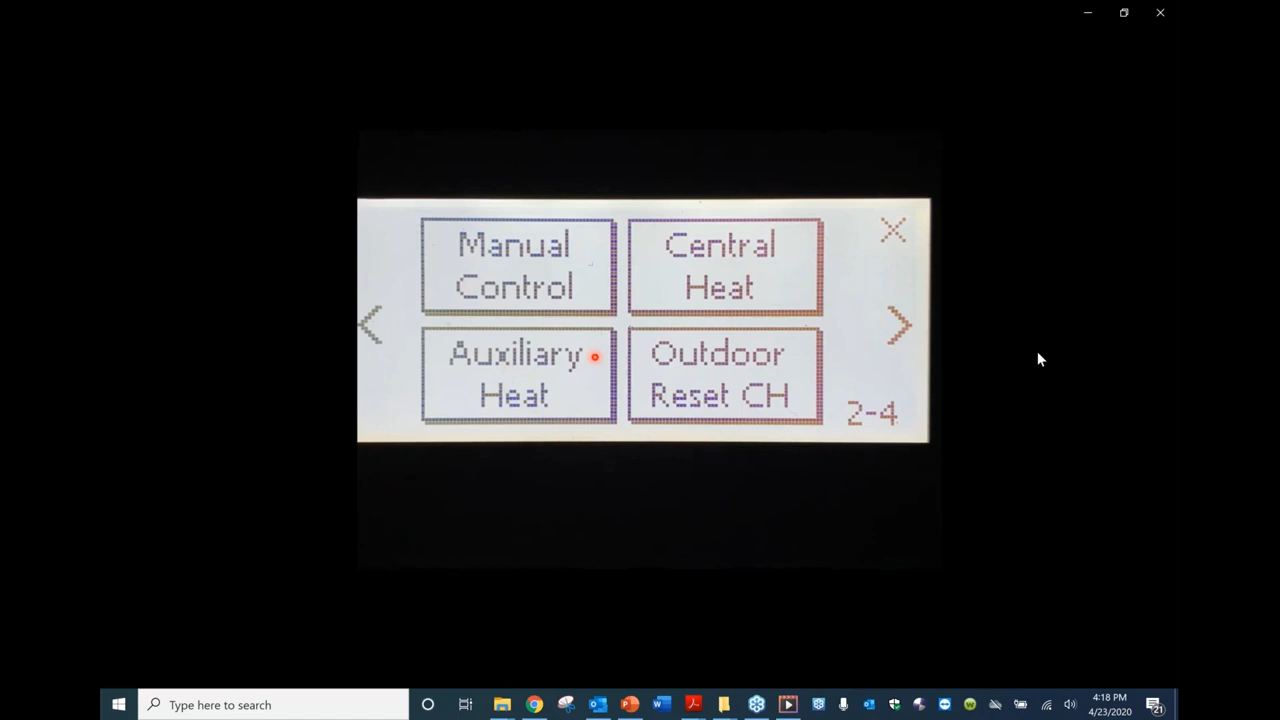 Manual
Control
Central
Heat
Auxiliary
Heat
Outdoor
Reset CH
2-4
Type here to search
4:18 PM
4/23/2020
21